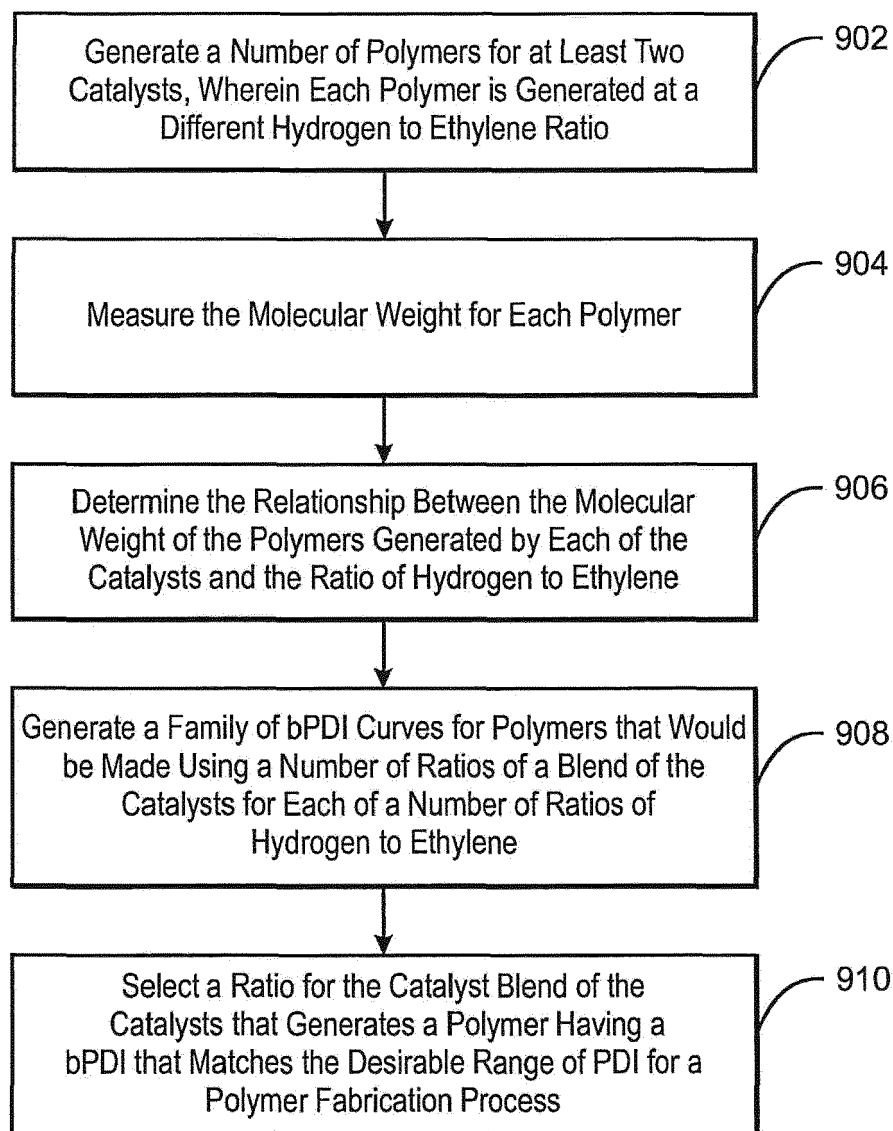 Generate a Number of Polymers for at Least Two
Catalysts, Wherein Each Polymer is Generated at a
Different Hydrogen to Ethylene Ratio
902
Measure the Molecular Weight for Each Polymer
904
Determine the Relationship Between the Molecular
Weight of the Polymers Generated by Each of the
Catalysts and the Ratio of Hydrogen to Ethylene
906
Generate a Family of bPDI Curves for Polymers that Would
be Made Using a Number of Ratios of a Blend of the
Catalysts for Each of a Number of Ratios of
Hydrogen to Ethylene
908
Select a Ratio for the Catalyst Blend of the
Catalysts that Generates a Polymer Having a
bPDI that Matches the Desirable Range of PDI for a
Polymer Fabrication Process
910